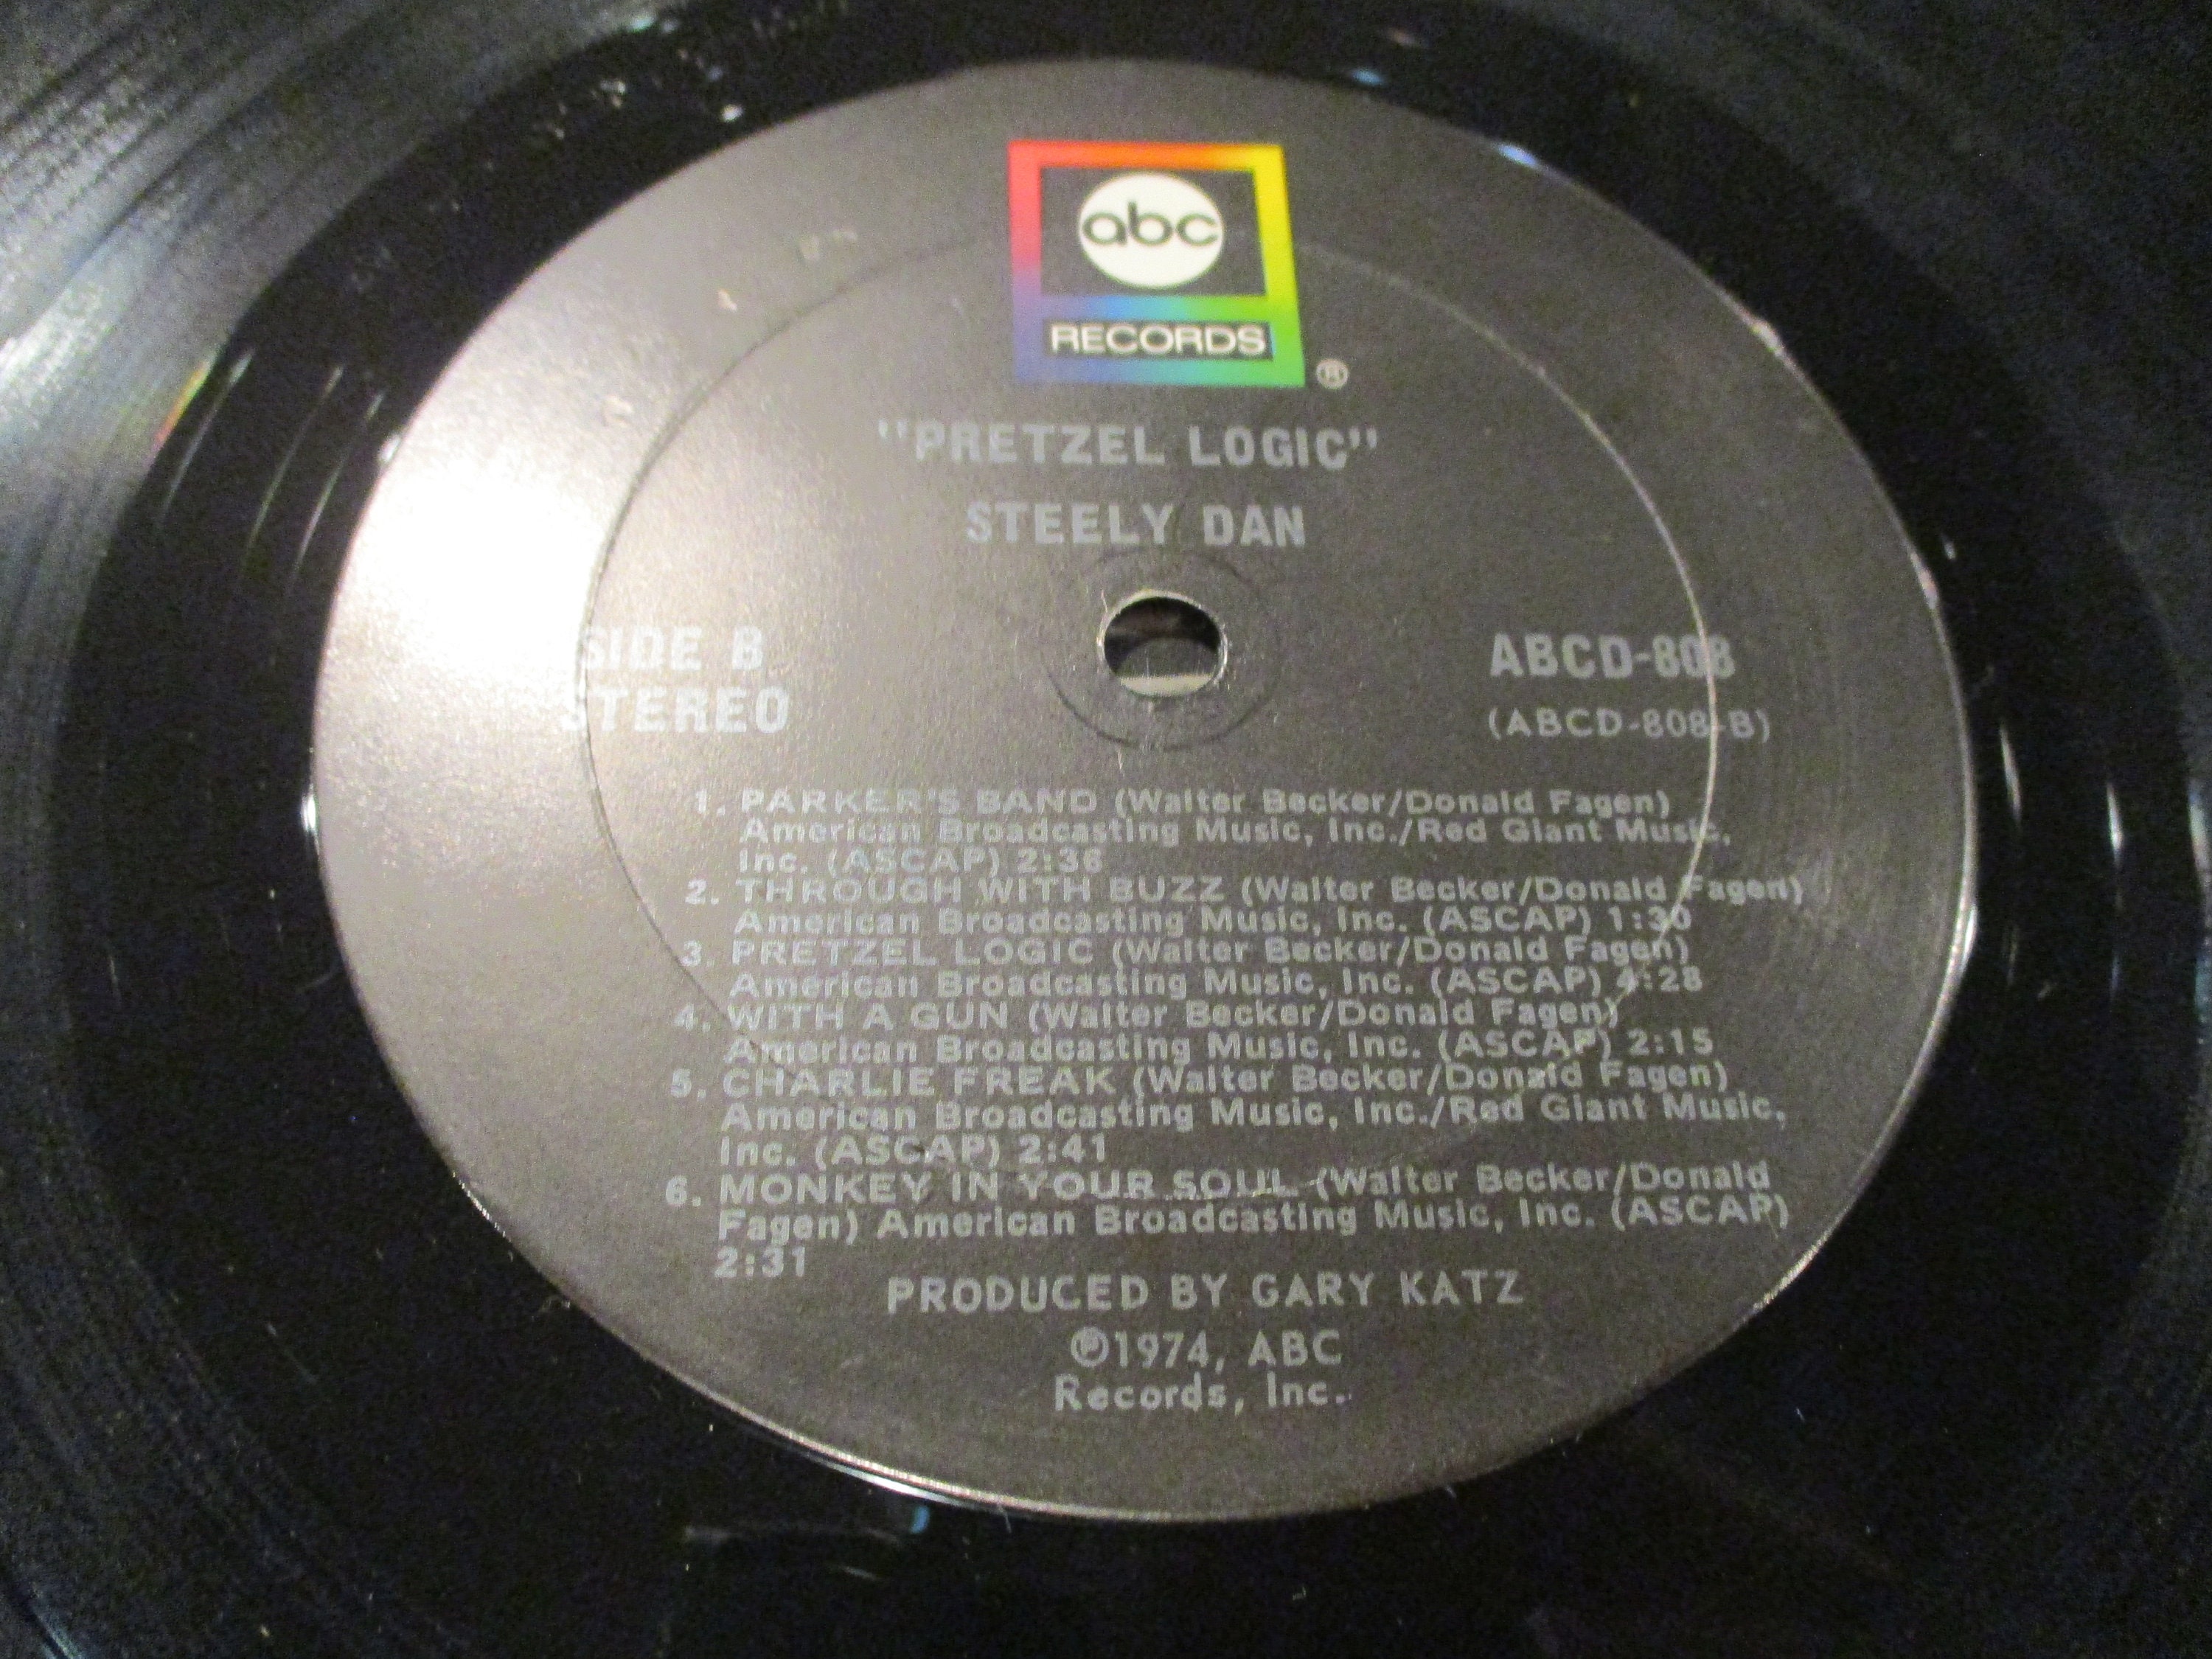 abc
RECORDS
®
"PRETZEL LOGIC"
STEELY DAN
SIDE B
STEREO
ABCD-808
(ABCD-808-B)
1. PARKER'S BAND (Walter Becker/Donald Fagen)
American Broadcasting Music, Inc./Red Giant Music,
Inc. (ASCAP) 2:36
2. THROUGH WITH BUZZ (Walter Becker/Donald Fagen)
American Broadcasting Music, Inc. (ASCAP) 1:30
3. PRETZEL LOGIC (Walter Becker/Donald Fagen)
American Broadcasting Music, Inc. (ASCAP) 4:28
4. WITH A GUN (Walter Becker/Donald Fagen)
American Broadcasting Music, Inc. (ASCAP) 2:15
5. CHARLIE FREAK (Walter Becker/Donald Fagen)
American Broadcasting Music, Inc./Red Giant Music,
Inc. (ASCAP) 2:41
6. MONKEY IN YOUR SOUL (Walter Becker/Donald
Fagen) American Broadcasting Music, Inc. (ASCAP)
2:31
PRODUCED BY GARY KATZ
℗1974, ABC
Records, Inc.